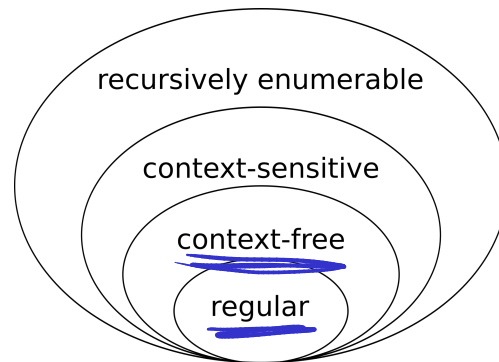 recursively enumerable
context-sensitive
context-free
regular